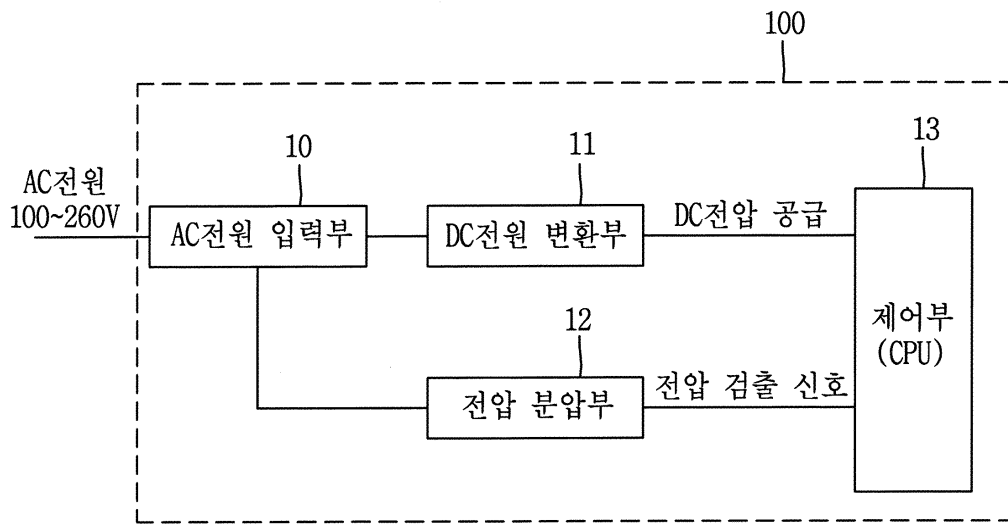 100
10
11
13
AC전원
100~260V
AC전원 입력부
DC전원 변환부
DC전압 공급
제어부
(CPU)
12
전압 분압부
전압 검출 신호